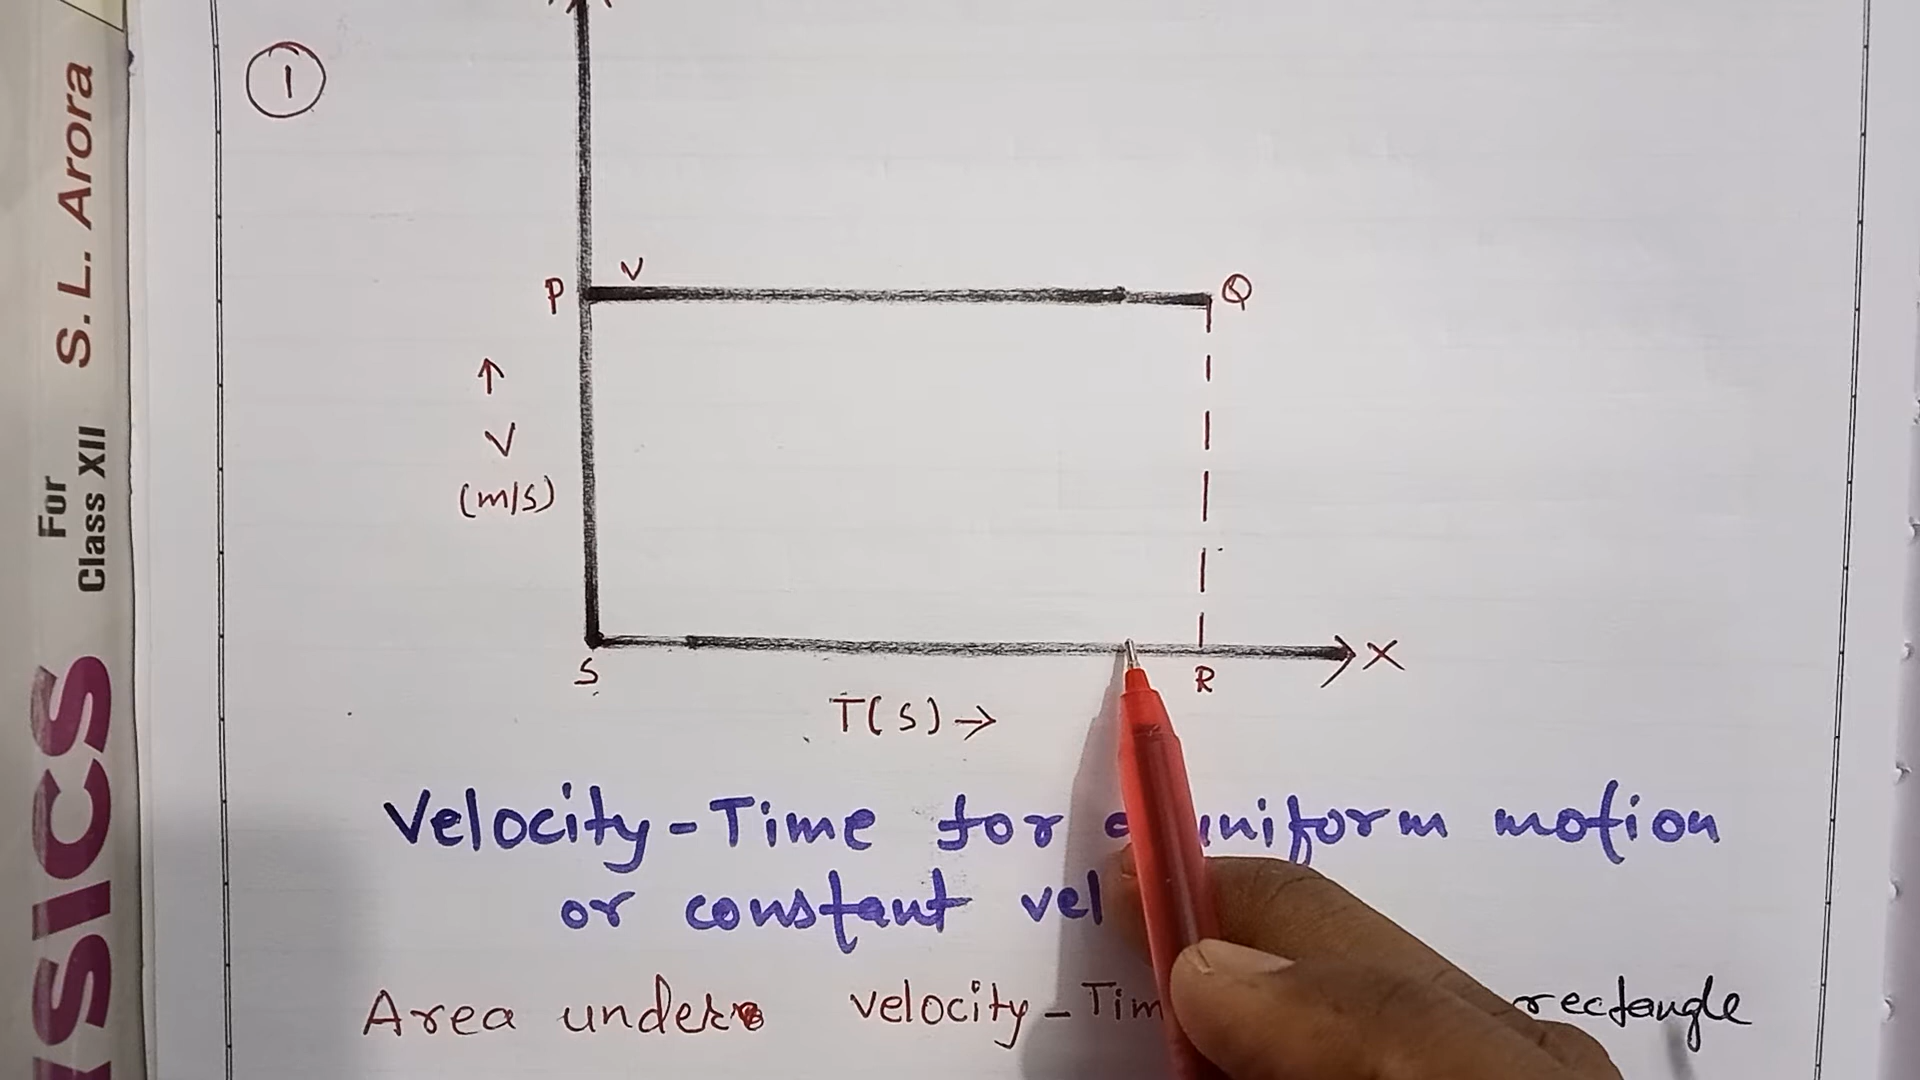 1
P
V
Q
↑
V
(m/s)
S
R
X
T(S) →
Velocity-Time for uniform motion
or constant vel
Area under velocity-Tim rectangle
S. L. Arora
For
Class XII
SICS